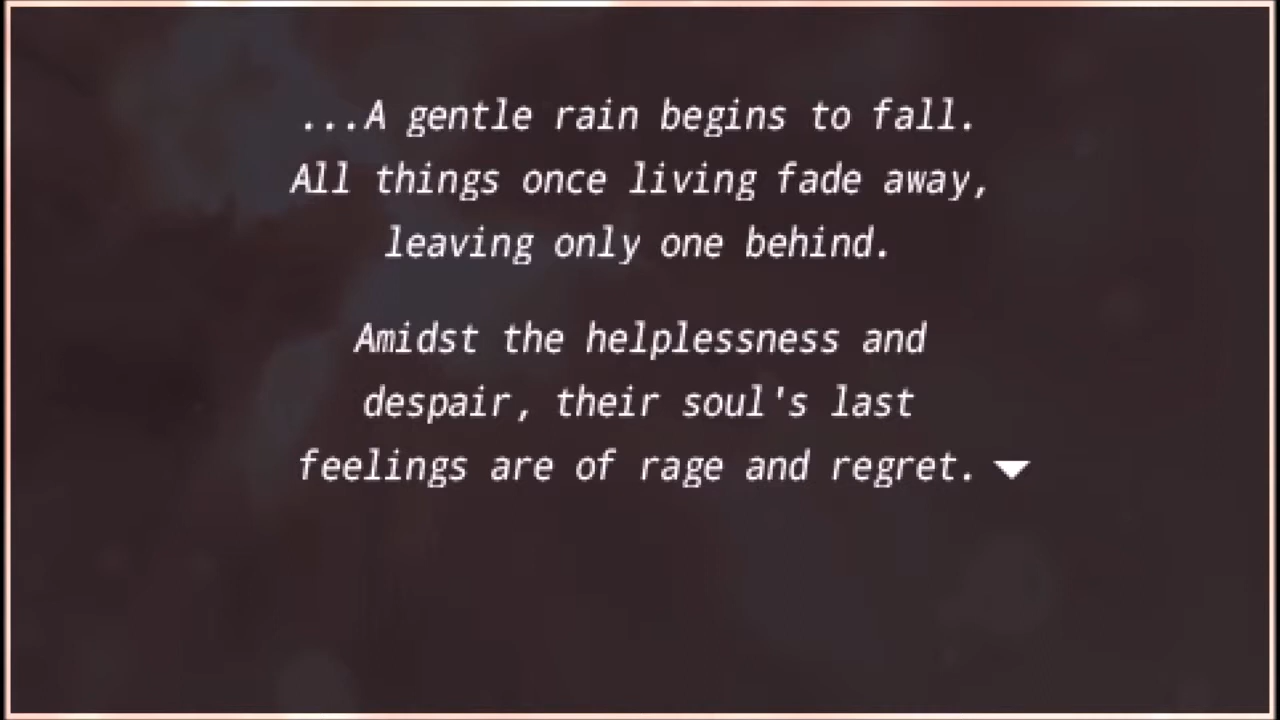 ...A gentle rain begins to fall.
All things once living fade away,
leaving only one behind.
Amidst the helplessness and
despair, their soul's last
feelings are of rage and regret.